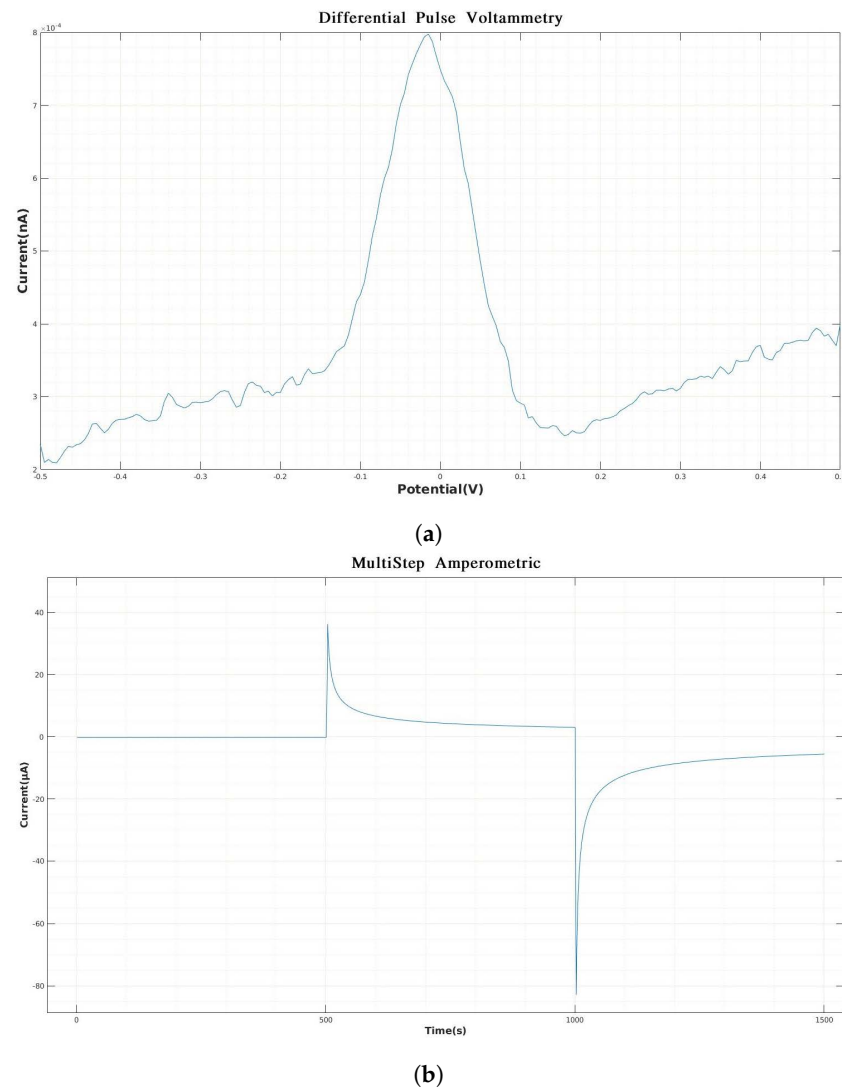 Differential Pulse Voltammetry
×10⁻⁴
8
7
6
5
4
3
2
Current(nA)
-0.5 -0.4 -0.3 -0.2 -0.1 0 0.1 0.2 0.3 0.4
Potential(V)
(a)
MultiStep Amperometric
40
20
0
-20
-40
-60
-80
Current(µA)
0 500 1000 1500
Time(s)
(b)